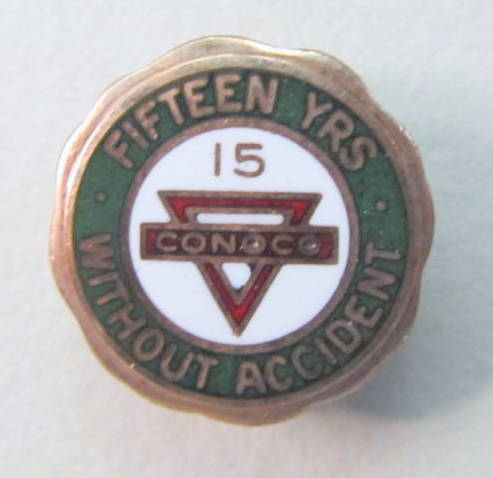 FIFTEEN YRS
15
CONOCO
WITHOUT ACCIDENT